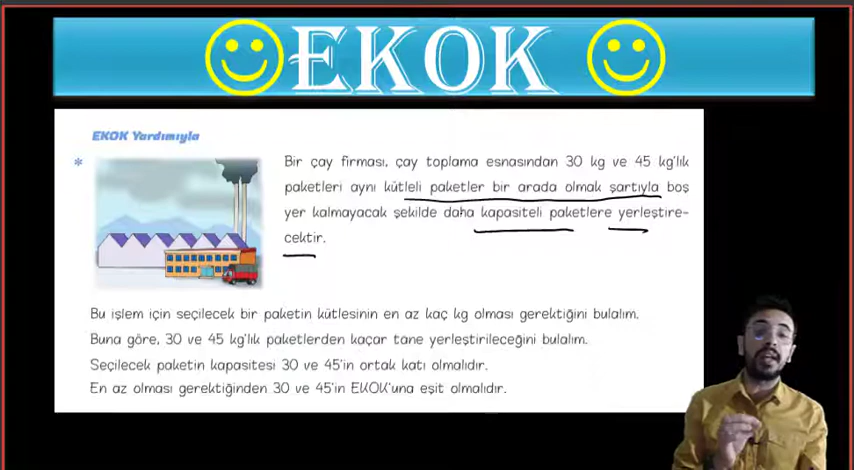 EKOK
EKOK Yardımıyla
* Bir çay firması, çay toplama esnasından 30 kg ve 45 kg'lık
paketleri aynı kütleli paketler bir arada olmak şartıyla boş
yer kalmayacak şekilde daha kapasiteli paketlere yerleştire-
cektir.
Bu işlem için seçilecek bir paketin kütlesinin en az kaç kg olması gerektiğini bulalım.
Buna göre, 30 ve 45 kg'lık paketlerden kaçar tane yerleştirileceğini bulalım.
Seçilecek paketin kapasitesi 30 ve 45'in ortak katı olmalıdır.
En az olması gerektiğinden 30 ve 45'in EKOK'una eşit olmalıdır.